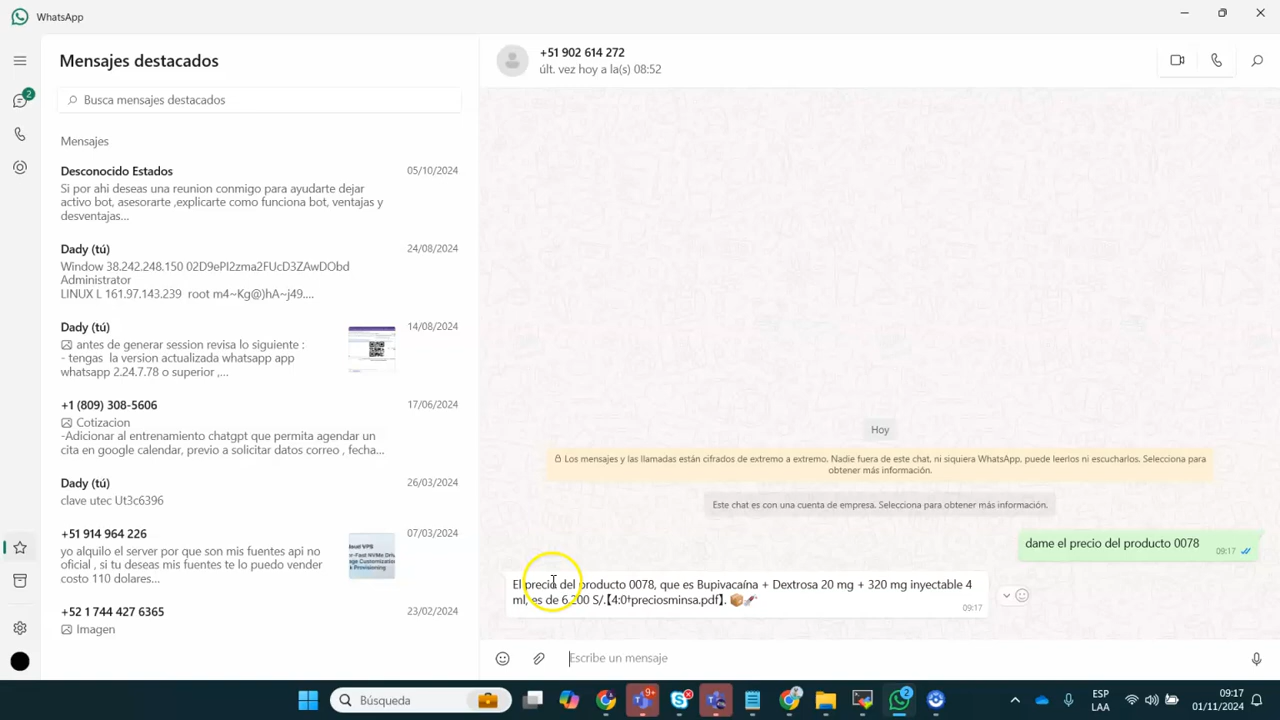 WhatsApp
Mensajes destacados
Busca mensajes destacados
Mensajes
Desconocido Estados
05/10/2024
Si por ahi deseas una reunion conmigo para ayudarte dejar
activo bot, asesorarte ,explicarte como funciona bot, ventajas y
desventajas...
Dady (tú)
24/08/2024
Window 38.242.248.150 02D9ePI2zma2FUcD3ZAwDObd
Administrator
LINUX L 161.97.143.239 root m4~Kg@)hA~j49....
Dady (tú)
14/08/2024
antes de generar session revisa lo siguiente :
- tengas la version actualizada whatsapp app
whatsapp 2.24.7.78 o superior ,...
+1 (809) 308-5606
17/06/2024
Cotizacion
-Adicionar al entrenamiento chatgpt que permita agendar un
cita en google calendar, previo a solicitar datos correo , fecha...
Dady (tú)
26/03/2024
clave utec Ut3c6396
+51 914 964 226
07/03/2024
yo alquilo el server por que son mis fuentes api no
oficial , si tu deseas mis fuentes te lo puedo vender
costo 110 dolares...
+52 1 744 427 6365
23/02/2024
Imagen
2
+51 902 614 272
últ. vez hoy a la(s) 08:52
Hoy
Los mensajes y las llamadas están cifrados de extremo a extremo. Nadie fuera de este chat, ni siquiera WhatsApp, puede leerlos ni escucharlos. Selecciona para
obtener más información.
Este chat es con una cuenta de empresa. Selecciona para obtener más información.
dame el precio del producto 0078
09:17
El precio del producto 0078, que es Bupivacaína + Dextrosa 20 mg + 320 mg inyectable 4
ml, es de 6.200 S/.【4:0†preciosminsa.pdf】. 📦💉
09:17
Escribe un mensaje
Búsqueda
9+
2
ESP
LAA
09:17
01/11/2024